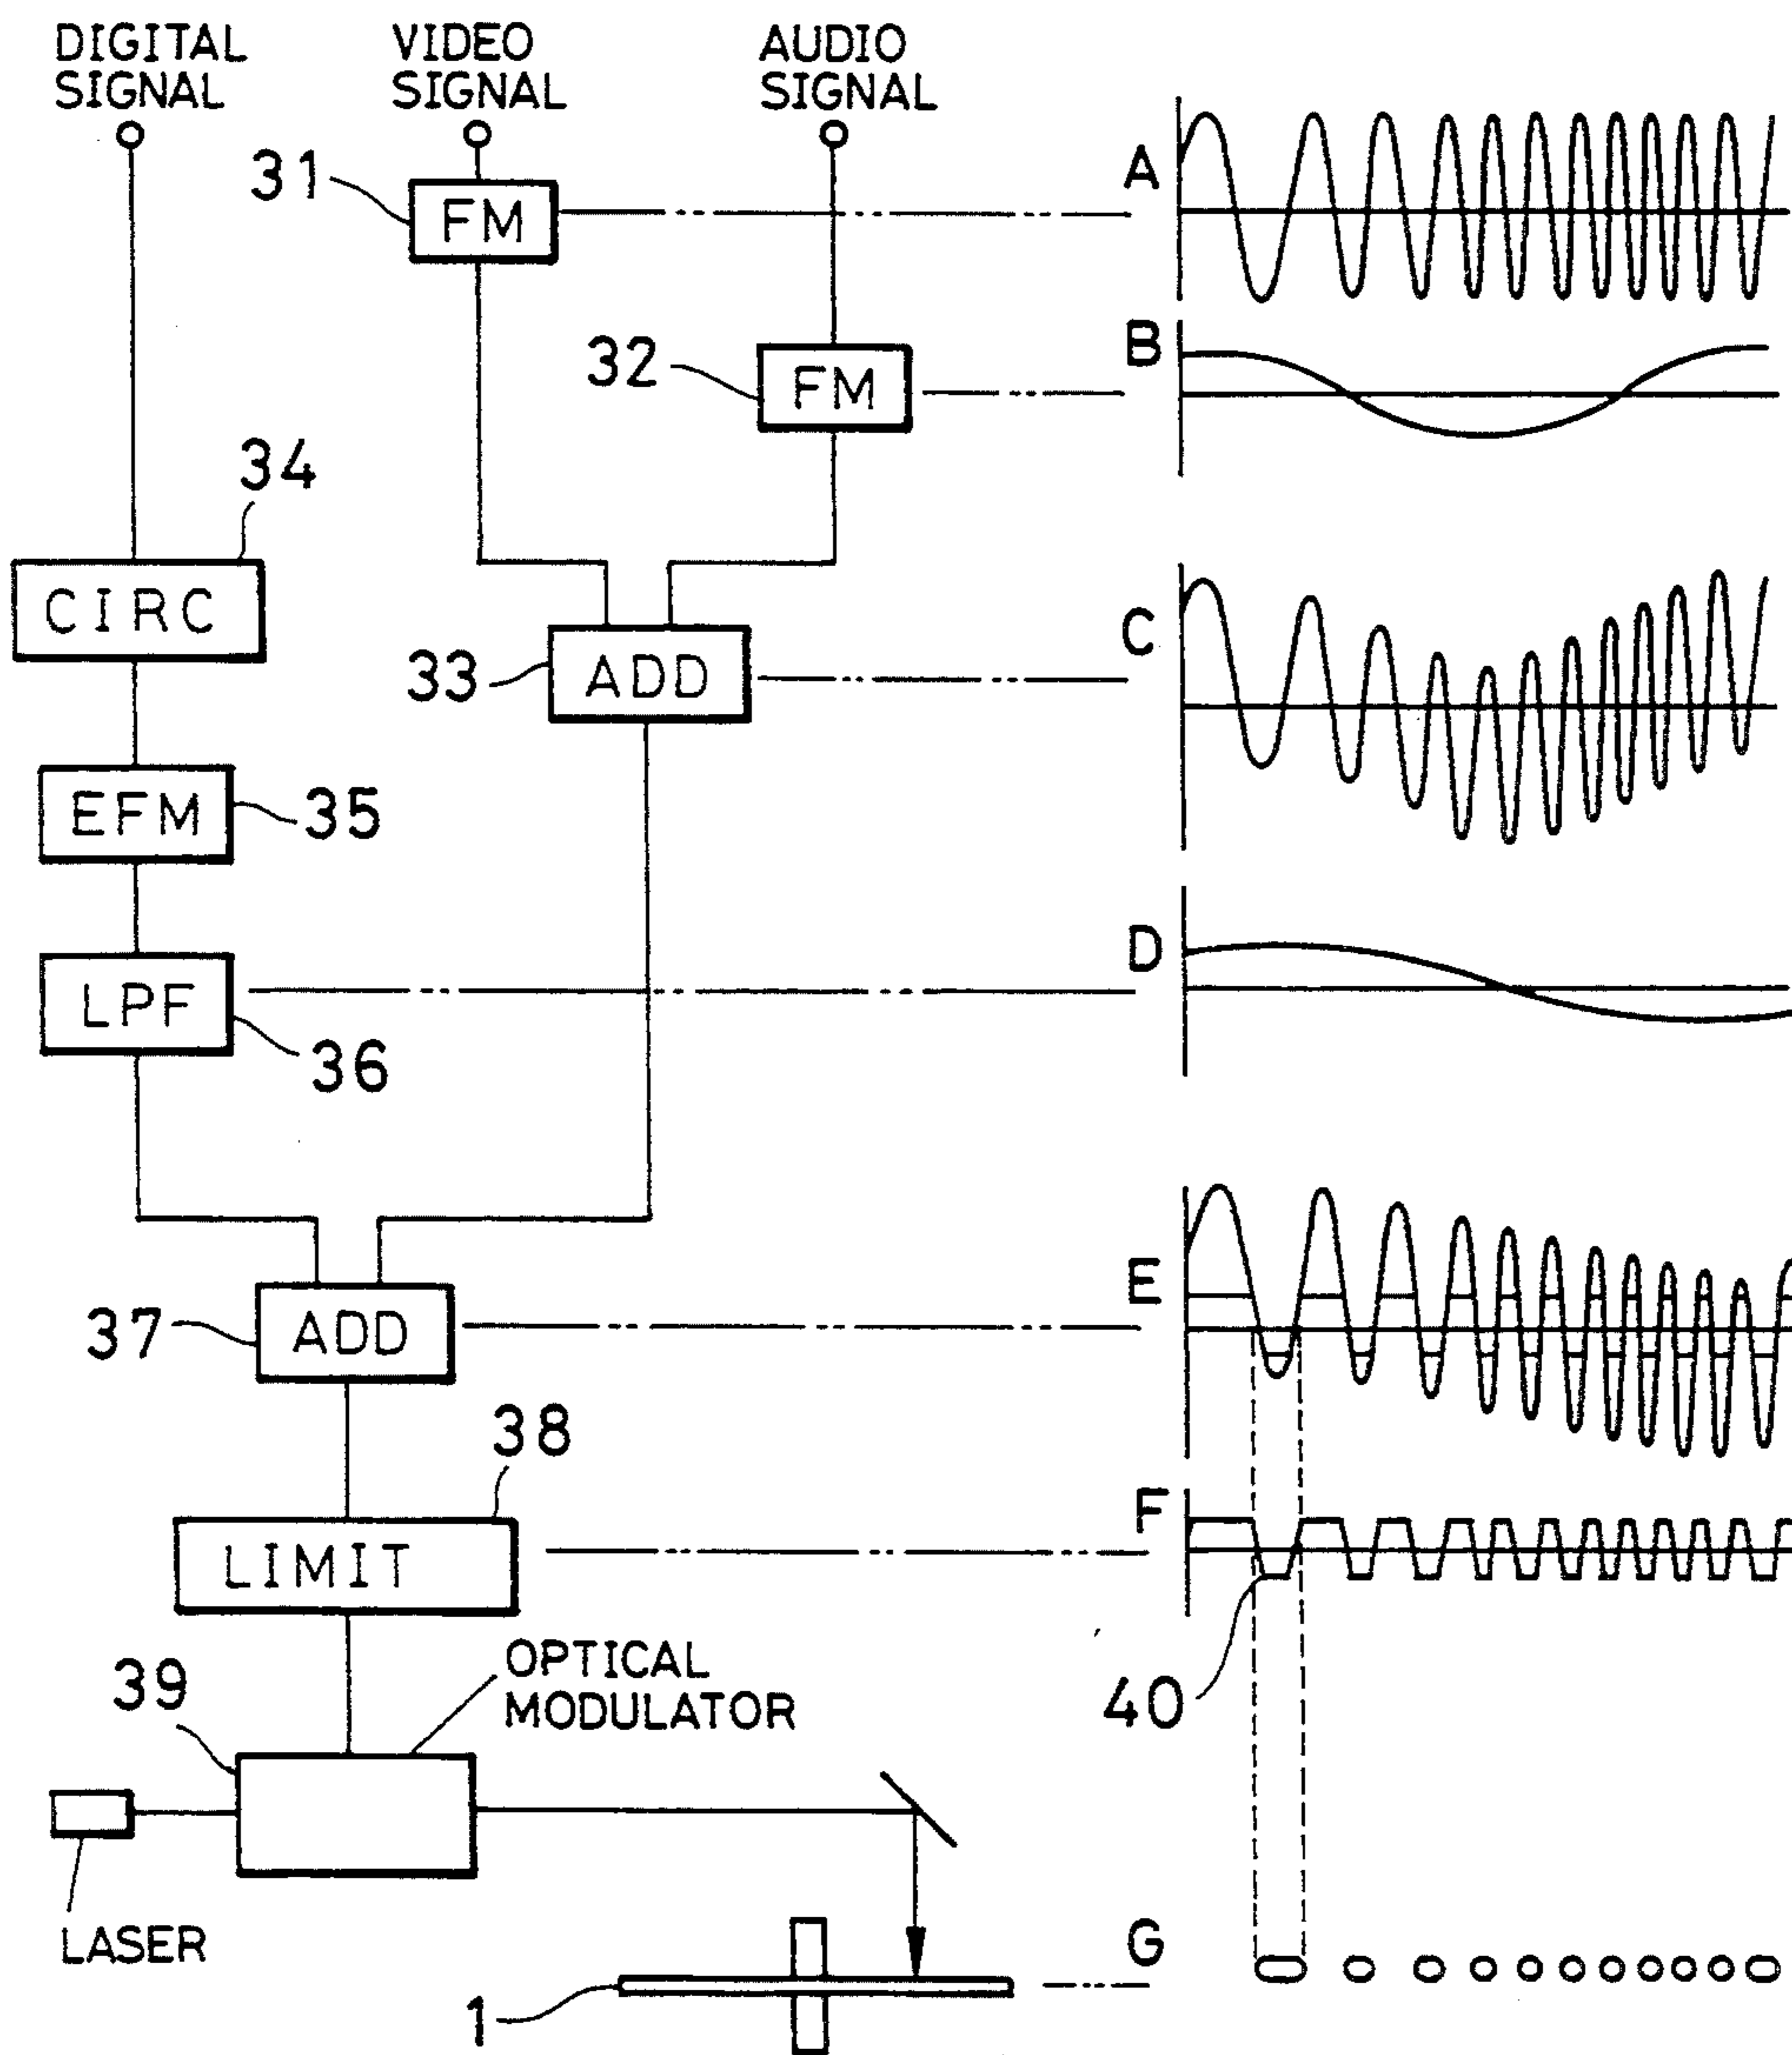 DIGITAL
SIGNAL
VIDEO
SIGNAL
AUDIO
SIGNAL
31
FM
A
32
FM
B
34
CIRC
33
ADD
C
EFM
35
LPF
36
D
37
ADD
E
38
LIMIT
F
39
OPTICAL
MODULATOR
40
LASER
1
G